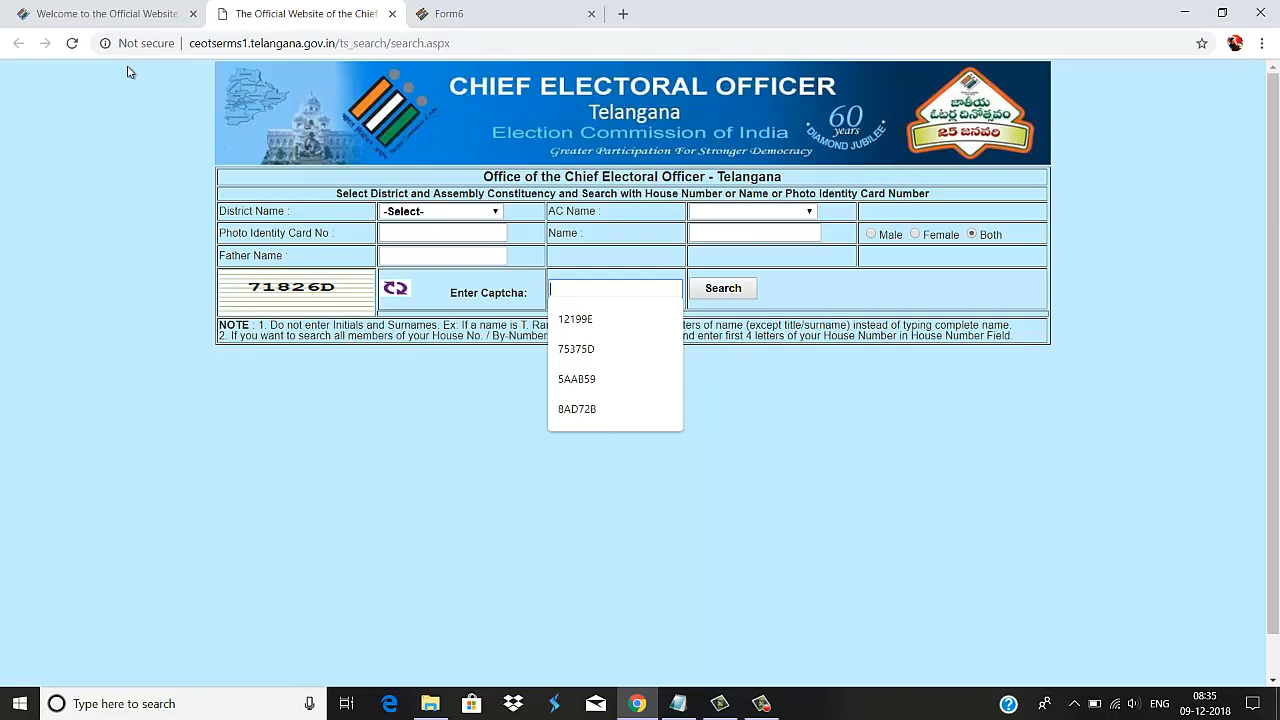 Welcome to the Official Website
The Official Website of the Chief
Form6
Not secure
ceotserms1.telangana.gov.in/ts_search/search.aspx
CHIEF ELECTORAL OFFICER
Telangana
Election Commission of India
Greater Participation For Stronger Democracy
60
years
DIAMOND JUBILEE
జాతీయ
ఓటర్ల దినోత్సవం
25 జనవరి
Office of the Chief Electoral Officer - Telangana
Select District and Assembly Constituency and Search with House Number or Name or Photo Identity Card Number
District Name : -Select- AC Name :
Photo Identity Card No : Name : Male Female Both
Father Name :
71826D Enter Captcha: Search
12199E
75375D
5AAB59
8AD72B
NOTE : 1. Do not enter Initials and Surnames. Ex. If a name is T. Ra ters of name (except title/surname) instead of typing complete name.
2. If you want to search all members of your House No. / By-Numbe and enter first 4 letters of your House Number in House Number Field.
Type here to search
ENG
08:35
09-12-2018